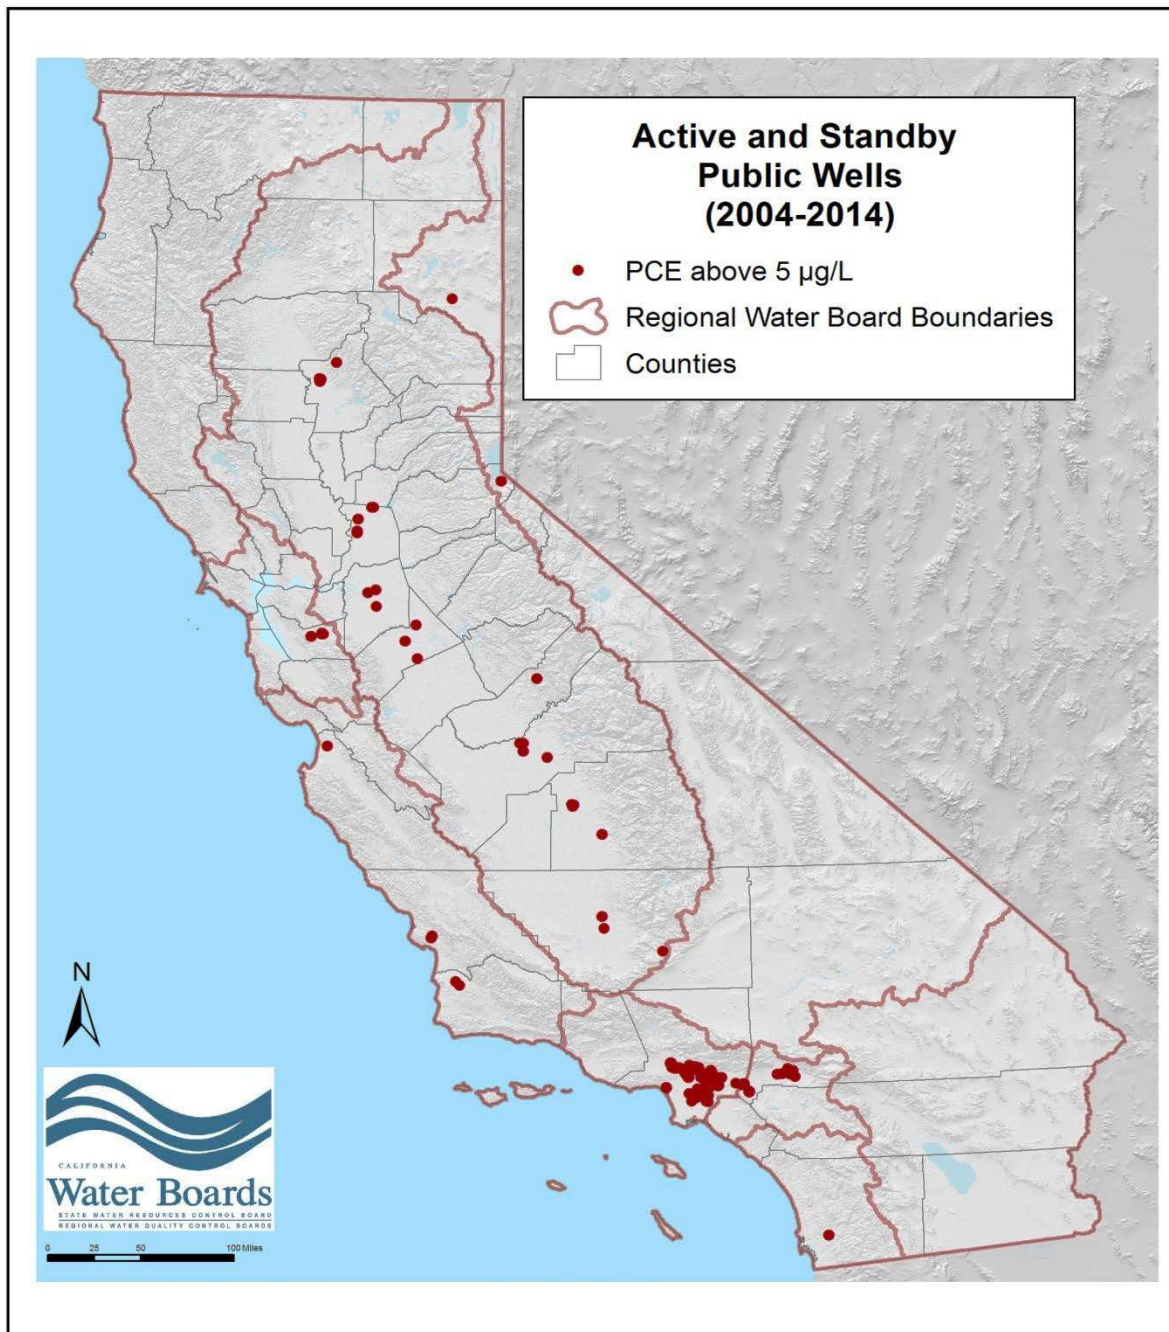 Active and Standby
Public Wells
(2004-2014)
PCE above 5 µg/L
Regional Water Board Boundaries
Counties
N
CALIFORNIA
Water Boards
STATE WATER RESOURCES CONTROL BOARD
REGIONAL WATER QUALITY CONTROL BOARDS
0 25 50 100 Miles